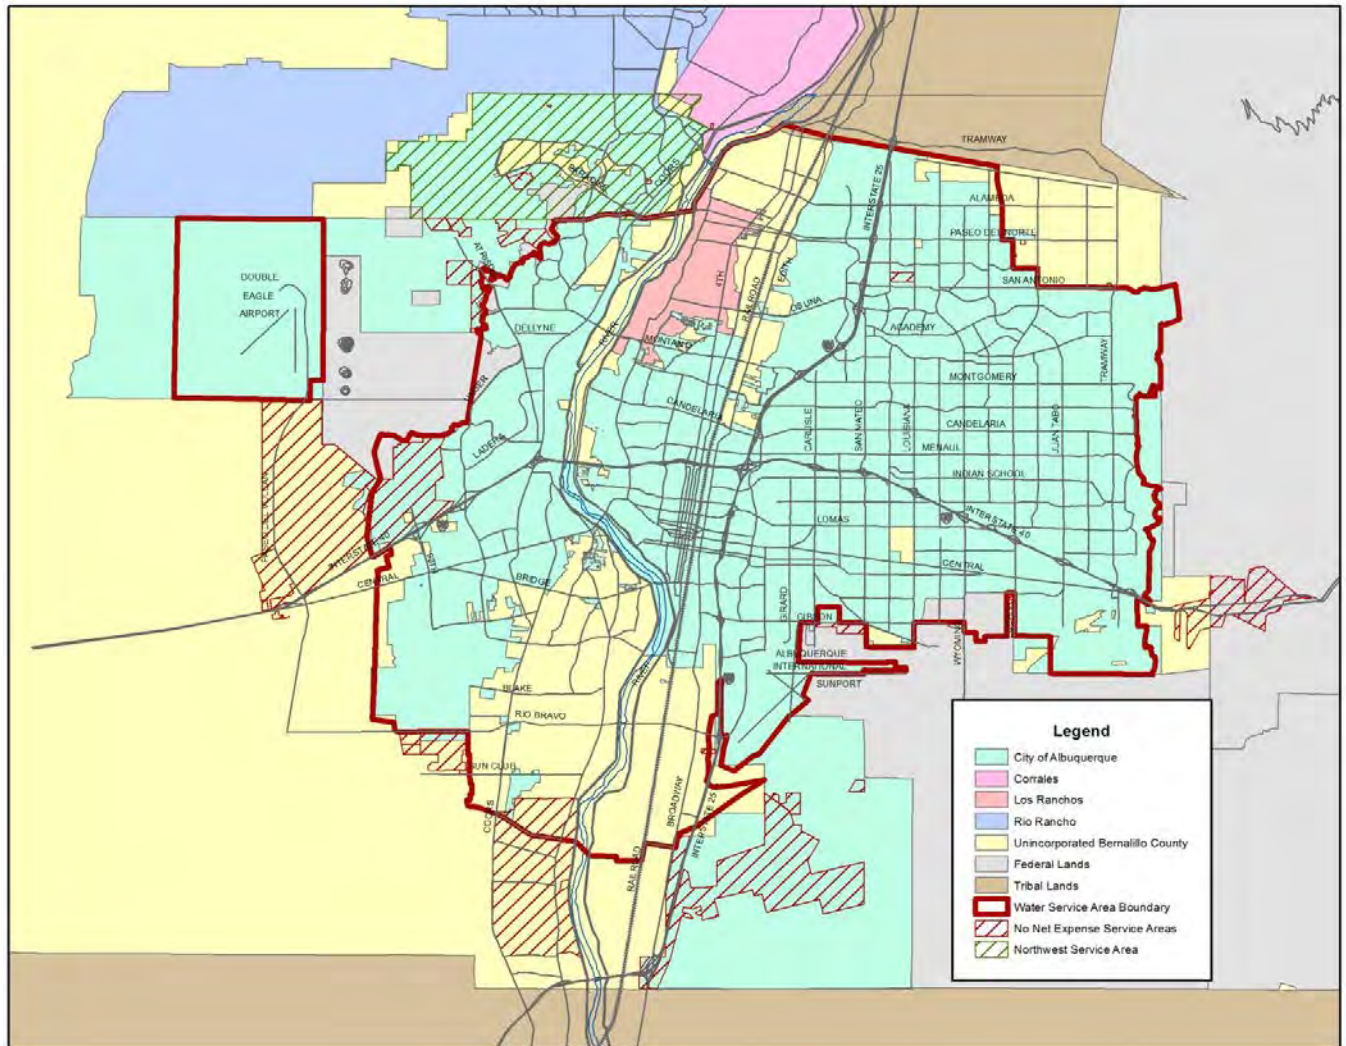 TRAMWAY
INTERSTATE 25
COORS
ALAMEDA
PASEO DEL NORTE
SAN ANTONIO
DOUBLE
EAGLE
AIRPORT
4TH
EDITH
RAILROAD
OSUNA
DELLYNE
RIVER
MONTANO
ACADEMY
TRAMWAY
MONTGOMERY
CANDELARIA
CARLISLE
SAN MATEO
LOUISIANA
JUAN TABO
CANDELARIA
MENAUL
LADERA
INDIAN SCHOOL
INTERSTATE 40
LOMAS
INTERSTATE 40
CENTRAL
CENTRAL
BRIDGE
GIRARD
GIBSON
WYOMING
ALBUQUERQUE
INTERNATIONAL
SUNPORT
RIVER
BLAKE
RIO BRAVO
SUN CLUB
COORS
BROADWAY
INTERSTATE 25
RAILROAD
Legend
City of Albuquerque
Corrales
Los Ranchos
Rio Rancho
Unincorporated Bernalillo County
Federal Lands
Tribal Lands
Water Service Area Boundary
No Net Expense Service Areas
Northwest Service Area